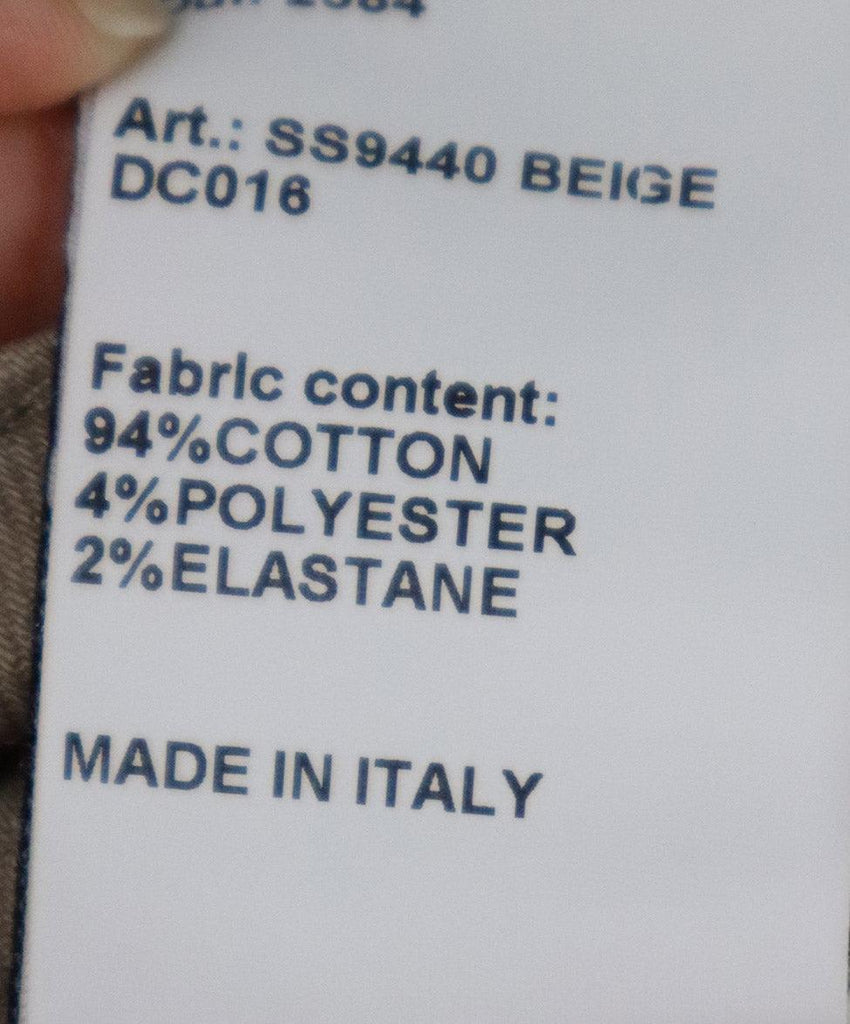 Art.: SS9440 BEIGE
DC016
Fabric content:
94%COTTON
4%POLYESTER
2%ELASTANE
MADE IN ITALY